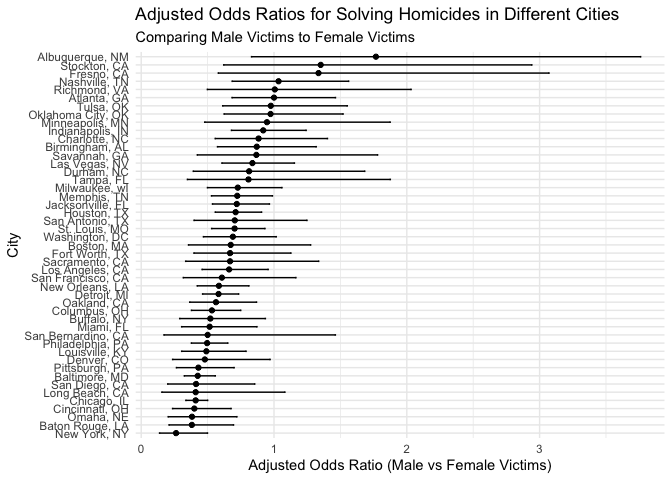 Adjusted Odds Ratios for Solving Homicides in Different Cities
Comparing Male Victims to Female Victims
City
Albuquerque, NM
Stockton, CA
Fresno, CA
Nashville, TN
Richmond, VA
Atlanta, GA
Tulsa, OK
Oklahoma City, OK
Minneapolis, MN
Indianapolis, IN
Charlotte, NC
Birmingham, AL
Savannah, GA
Las Vegas, NV
Durham, NC
Tampa, FL
Milwaukee, wI
Memphis, TN
Jacksonville, FL
Houston, TX
San Antonio, TX
St. Louis, MO
Washington, DC
Boston, MA
Fort Worth, TX
Sacramento, CA
Los Angeles, CA
San Francisco, CA
New Orleans, LA
Detroit, MI
Oakland, CA
Columbus, OH
Buffalo, NY
Miami, FL
San Bernardino, CA
Philadelphia, PA
Louisville, KY
Denver, CO
Pittsburgh, PA
Baltimore, MD
San Diego, CA
Long Beach, CA
Chicago, IL
Cincinnati, OH
Omaha, NE
Baton Rouge, LA
New York, NY
0 1 2 3
Adjusted Odds Ratio (Male vs Female Victims)